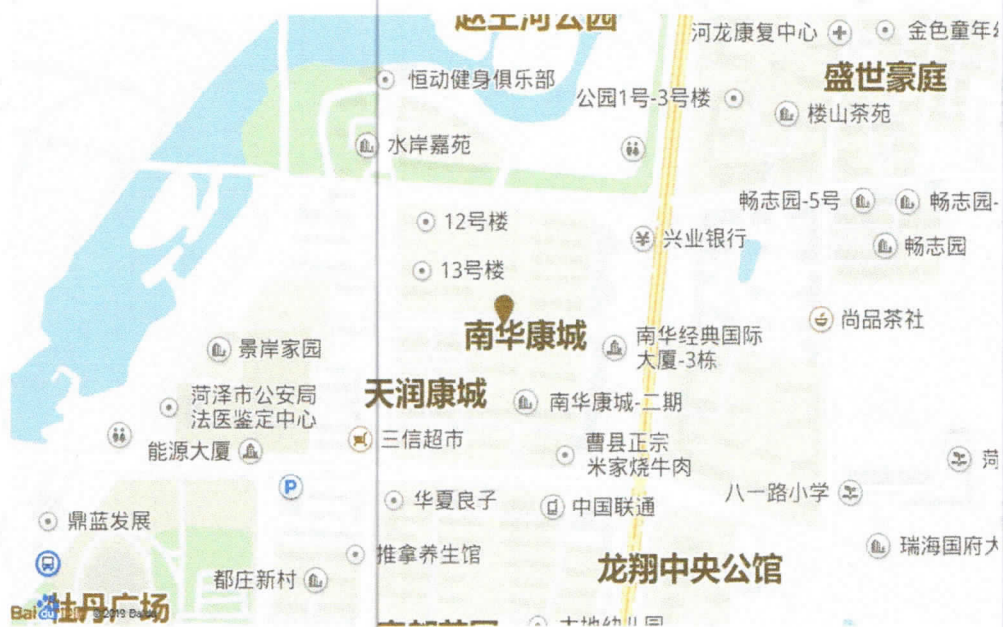 赵王河公园
河龙康复中心
金色童年
恒动健身俱乐部
盛世豪庭
公园1号-3号楼
楼山茶苑
水岸嘉苑
畅志园-5号
畅志园-
12号楼
兴业银行
畅志园
13号楼
尚品茶社
南华康城
南华经典国际
大厦-3栋
景岸家园
天润康城
南华康城-二期
菏泽市公安局
法医鉴定中心
三信超市
曹县正宗
米家烧牛肉
能源大厦
菏
P
八一路小学
华夏良子
中国联通
鼎蓝发展
瑞海国府大
推拿养生馆
龙翔中央公馆
都庄新村
牡丹广场
Bai du
© 2019 Baidu